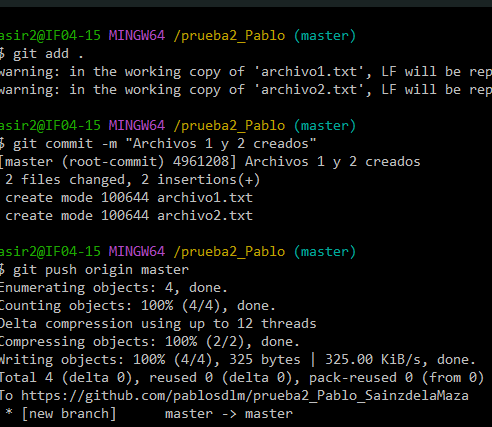 asir2@IF04-15 MINGW64 /prueba2_Pablo (master)
$ git add .
warning: in the working copy of 'archivo1.txt', LF will be rep
warning: in the working copy of 'archivo2.txt', LF will be rep
asir2@IF04-15 MINGW64 /prueba2_Pablo (master)
$ git commit -m "Archivos 1 y 2 creados"
[master (root-commit) 4961208] Archivos 1 y 2 creados
2 files changed, 2 insertions(+)
create mode 100644 archivo1.txt
create mode 100644 archivo2.txt
asir2@IF04-15 MINGW64 /prueba2_Pablo (master)
$ git push origin master
Enumerating objects: 4, done.
Counting objects: 100% (4/4), done.
Delta compression using up to 12 threads
Compressing objects: 100% (2/2), done.
Writing objects: 100% (4/4), 325 bytes | 325.00 KiB/s, done.
Total 4 (delta 0), reused 0 (delta 0), pack-reused 0 (from 0)
To https://github.com/pablosdlm/prueba2_Pablo_SainzdelaMaza
* [new branch]      master -> master